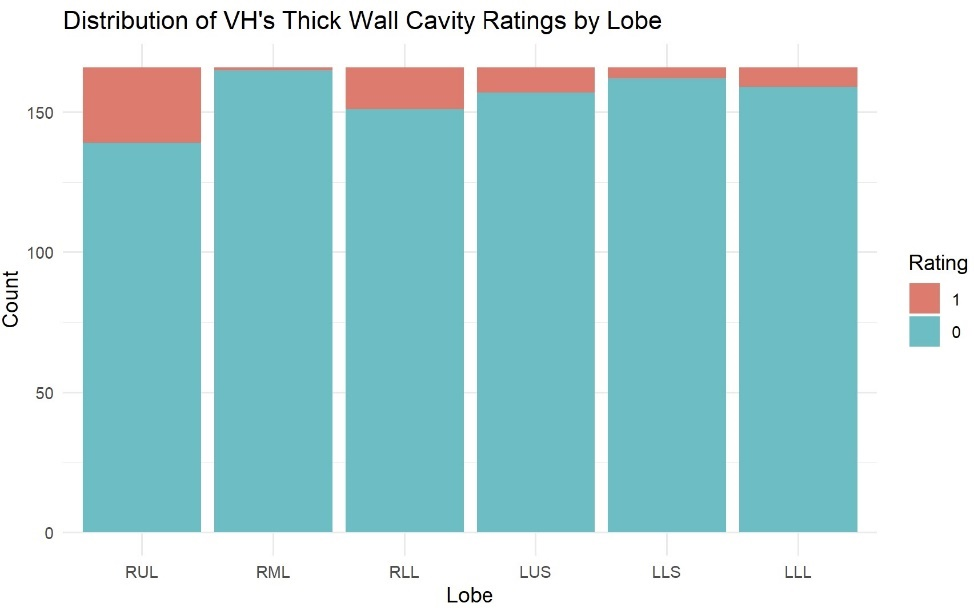 Distribution of VH's Thick Wall Cavity Ratings by Lobe
150
100
50
0
Count
RUL RML RLL LUS LLS LLL
Lobe
Rating
1
0